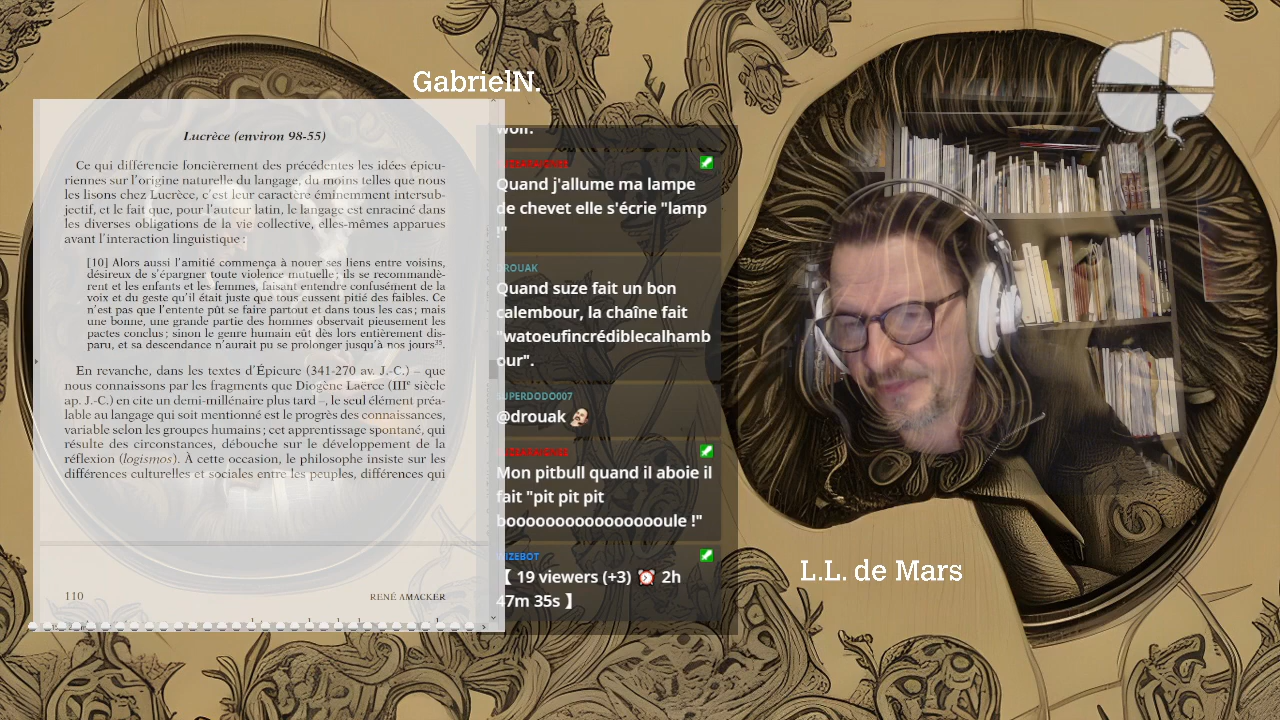 GabrielN.
Lucrèce (environ 98-55)
Ce qui différencie foncièrement des précédentes les idées épicu-
riennes sur l'origine naturelle du langage, du moins telles que nous
les lisons chez Lucrèce, c'est leur caractère éminemment intersub-
jectif, et le fait que, pour l'auteur latin, le langage est enraciné dans
les diverses obligations de la vie collective, elles-mêmes apparues
avant l'interaction linguistique :
[10] Alors aussi l'amitié commença à nouer ses liens entre voisins,
désireux de s'épargner toute violence mutuelle ; ils se recommandè-
rent et les enfants et les femmes, faisant entendre confusément de la
voix et du geste qu'il était juste que tous eussent pitié des faibles. Ce
n'est pas que l'entente pût se faire partout et dans tous les cas ; mais
une bonne, une grande partie des hommes observait pieusement les
pactes conclus ; sinon le genre humain eût dès lors entièrement dis-
paru, et sa descendance n'aurait pu se prolonger jusqu'à nos jours³⁵.
En revanche, dans les textes d'Épicure (341-270 av. J.-C.) – que
nous connaissons par les fragments que Diogène Laërce (IIIᵉ siècle
ap. J.-C.) en cite un demi-millénaire plus tard –, le seul élément préa-
lable au langage qui soit mentionné est le progrès des connaissances,
variable selon les groupes humains ; cet apprentissage spontané, qui
résulte des circonstances, débouche sur le développement de la
réflexion (logismos). À cette occasion, le philosophe insiste sur les
différences culturelles et sociales entre les peuples, différences qui
110
RENÉ AMACKER
Quand j'allume ma lampe
de chevet elle s'écrie "lamp
!"
DROUAK
Quand suze fait un bon
calembour, la chaîne fait
"watoeufincrédiblecalhamb
our".
SUPERDODO007
@drouak
Mon pitbull quand il aboie il
fait "pit pit pit
booooooooooooooooule !"
WIZEBOT
【 19 viewers (+3) ⏰ 2h
47m 35s 】
L.L. de Mars